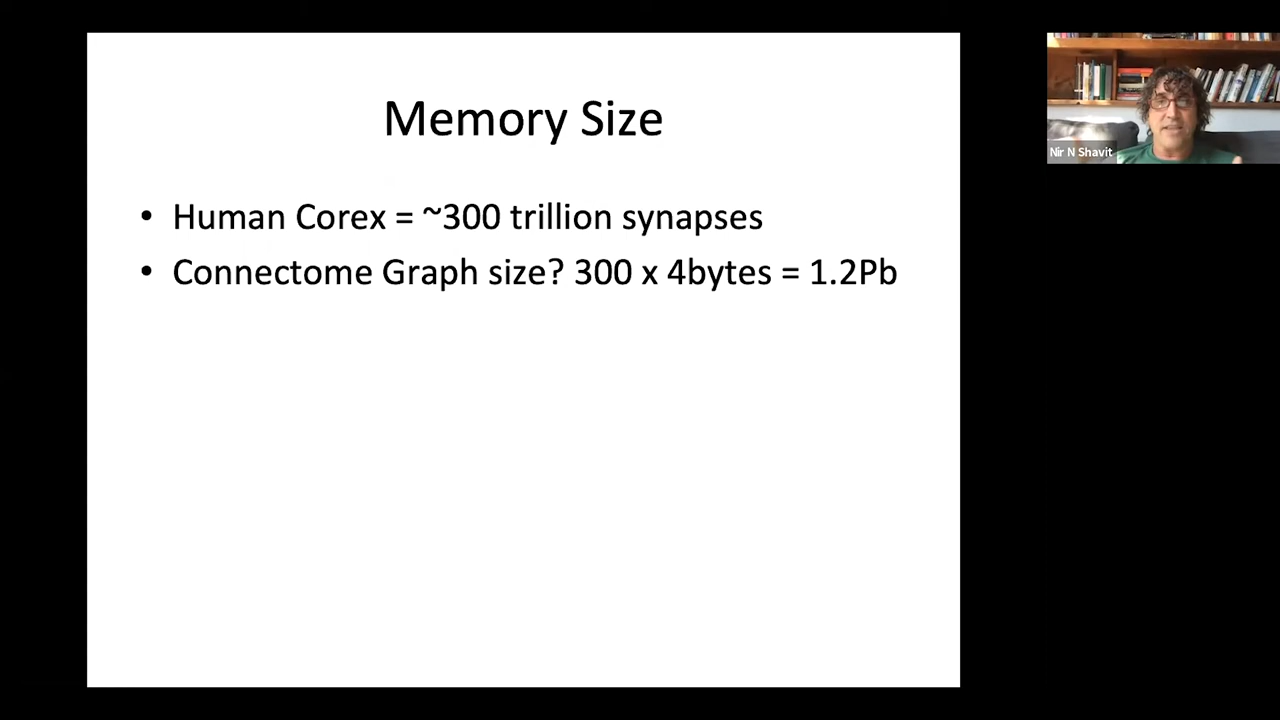 Memory Size
• Human Corex = ~300 trillion synapses
• Connectome Graph size? 300 x 4bytes = 1.2Pb
Nir N Shavit